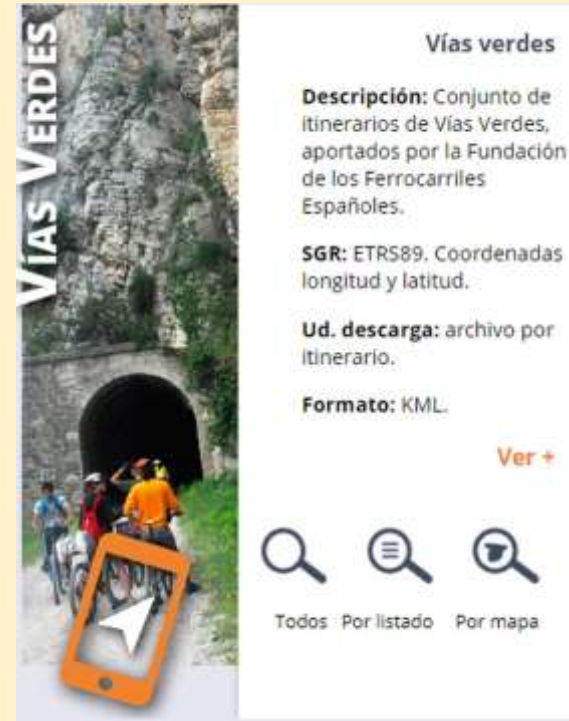 VÍAS VERDES
Vías verdes
Descripción: Conjunto de
itinerarios de Vías Verdes,
aportados por la Fundación
de los Ferrocarriles
Españoles.
SGR: ETRS89. Coordenadas
longitud y latitud.
Ud. descarga: archivo por
itinerario.
Formato: KML.
Ver +
Todos Por listado Por mapa